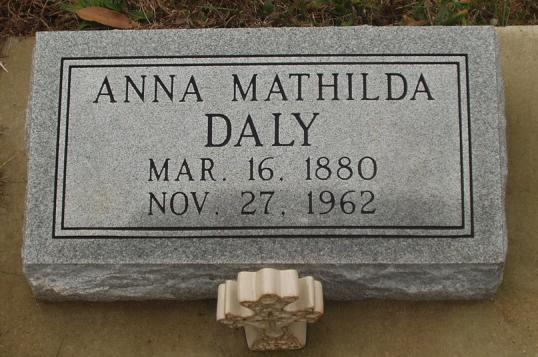 ANNA MATHILDA
DALY
MAR. 16. 1880
NOV. 27, 1962